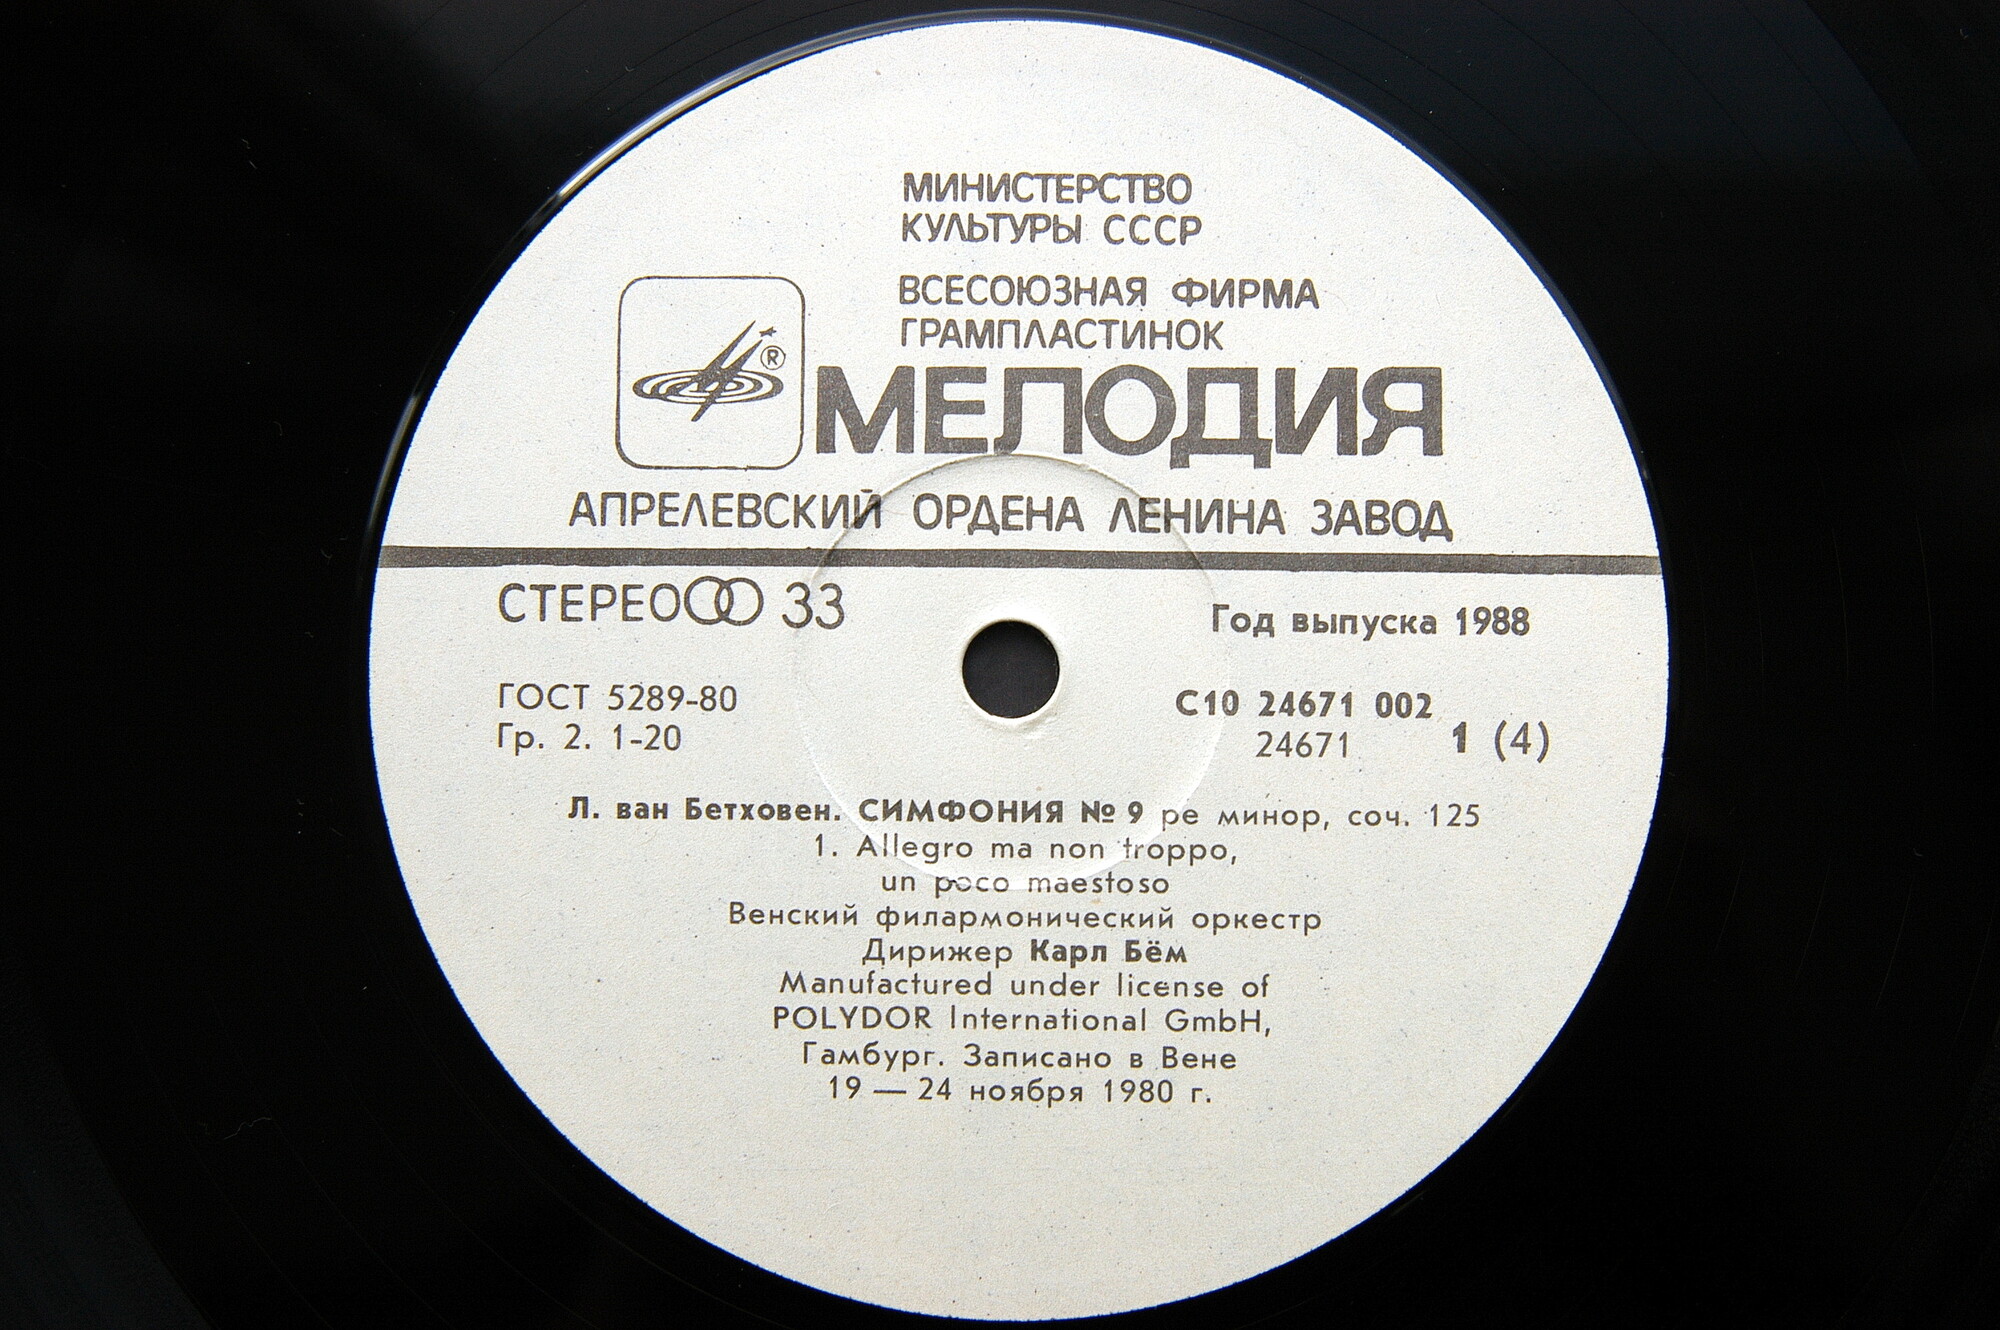 МИНИСТЕРСТВО
КУЛЬТУРЫ СССР
ВСЕСОЮЗНАЯ ФИРМА
ГРАМПЛАСТИНОК
®
МЕЛОДИЯ
АПРЕЛЕВСКИЙ ОРДЕНА ЛЕНИНА ЗАВОД
СТЕРЕО 33
Год выпуска 1988
ГОСТ 5289-80
Гр. 2. 1-20
С10 24671 002
24671 1 (4)
Л. ван Бетховен. СИМФОНИЯ № 9 ре минор, соч. 125
1. Allegro ma non troppo,
un poco maestoso
Венский филармонический оркестр
Дирижер Карл Бём
Manufactured under license of
POLYDOR International GmbH,
Гамбург. Записано в Вене
19 — 24 ноября 1980 г.